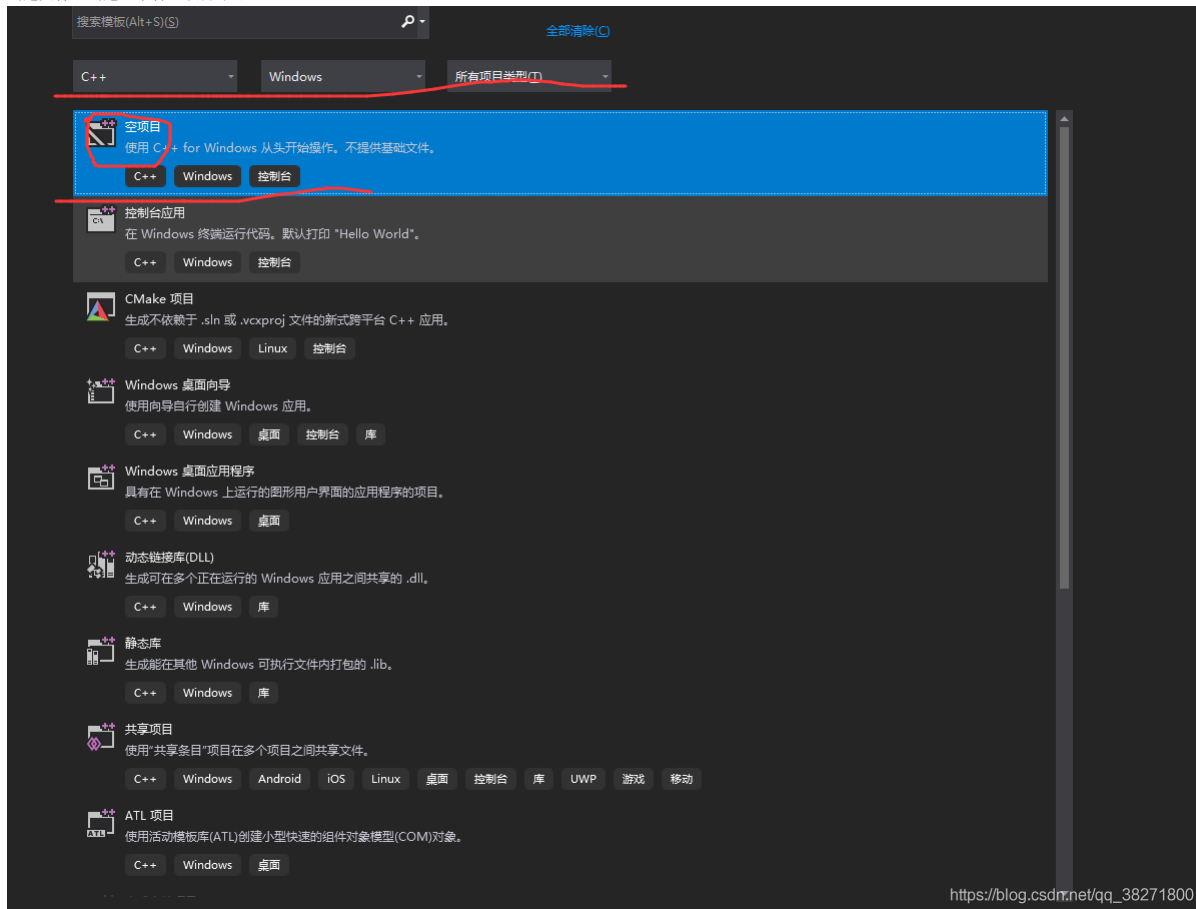 搜索模板(Alt+S)(S)
全部清除(C)
C++ Windows 所有项目类型(T)
空项目
使用 C++ for Windows 从头开始操作。不提供基础文件。
C++ Windows 控制台
控制台应用
在 Windows 终端运行代码。默认打印 "Hello World"。
C++ Windows 控制台
CMake 项目
生成不依赖于 .sln 或 .vcxproj 文件的新式跨平台 C++ 应用。
C++ Windows Linux 控制台
Windows 桌面向导
使用向导自行创建 Windows 应用。
C++ Windows 桌面 控制台 库
Windows 桌面应用程序
具有在 Windows 上运行的图形用户界面的应用程序的项目。
C++ Windows 桌面
动态链接库(DLL)
生成可在多个正在运行的 Windows 应用之间共享的 .dll。
C++ Windows 库
静态库
生成能在其他 Windows 可执行文件内打包的 .lib。
C++ Windows 库
共享项目
使用"共享条目"项目在多个项目之间共享文件。
C++ Windows Android iOS Linux 桌面 控制台 库 UWP 游戏 移动
ATL 项目
使用活动模板库(ATL)创建小型快速的组件对象模型(COM)对象。
C++ Windows 桌面
https://blog.csdn.net/qq_38271800